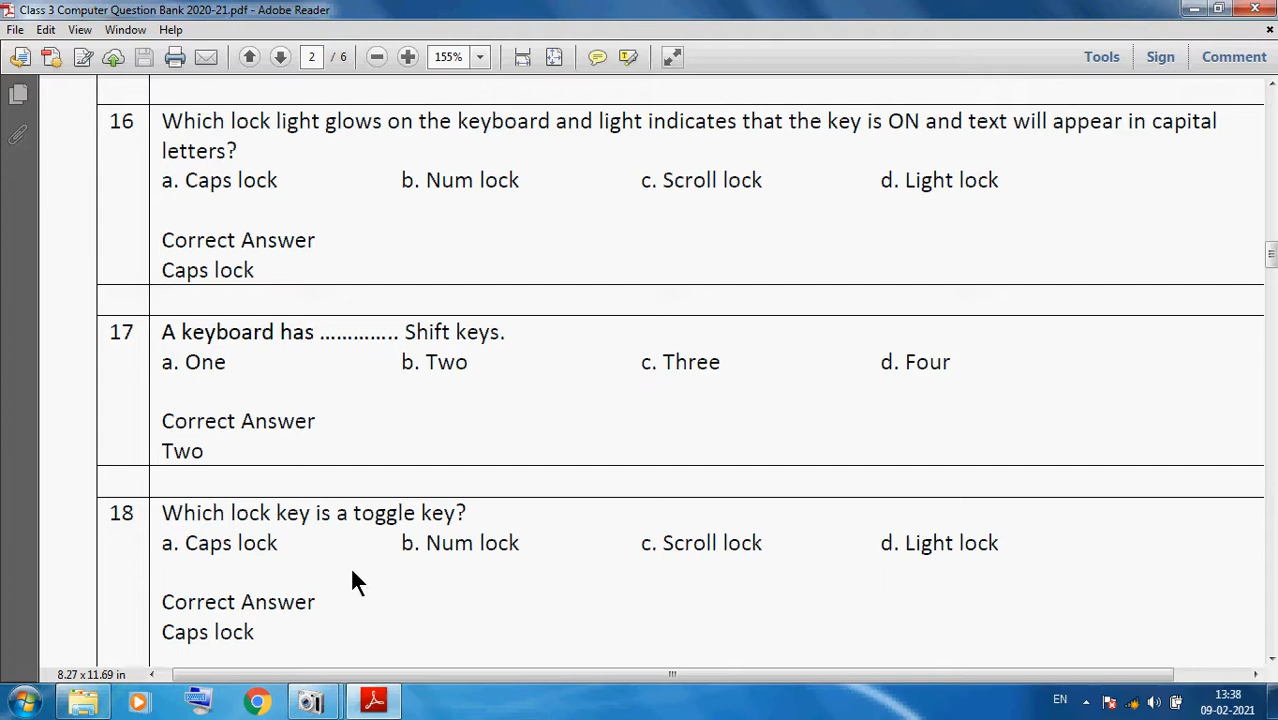 Class 3 Computer Question Bank 2020-21.pdf - Adobe Reader
File Edit View Window Help
2 / 6 155% Tools Sign Comment
16 Which lock light glows on the keyboard and light indicates that the key is ON and text will appear in capital
letters?
a. Caps lock b. Num lock c. Scroll lock d. Light lock
Correct Answer
Caps lock
17 A keyboard has ………….. Shift keys.
a. One b. Two c. Three d. Four
Correct Answer
Two
18 Which lock key is a toggle key?
a. Caps lock b. Num lock c. Scroll lock d. Light lock
Correct Answer
Caps lock
8.27 x 11.69 in
EN 13:38
09-02-2021